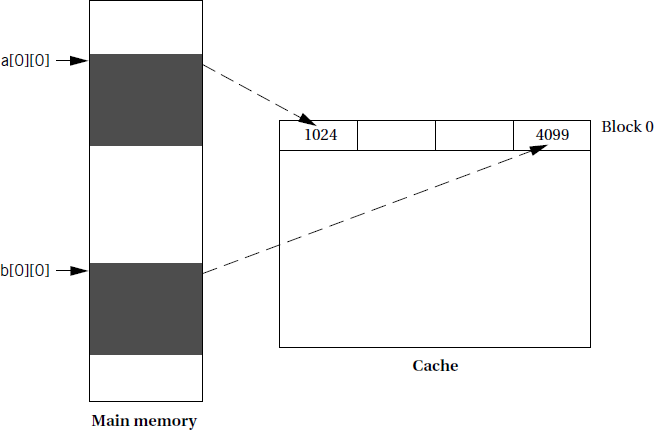 a[0][0]
1024
4099
Block 0
b[0][0]
Cache
Main memory